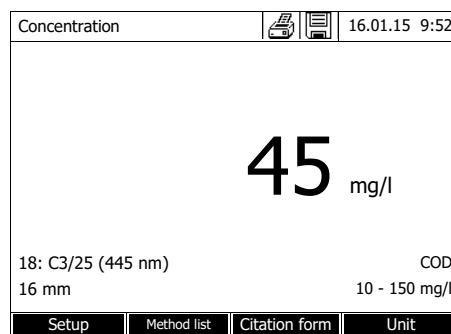 Concentration 16.01.15 9:52
45 mg/l
18: C3/25 (445 nm) COD
16 mm 10 - 150 mg/l
Setup Method list Citation form Unit